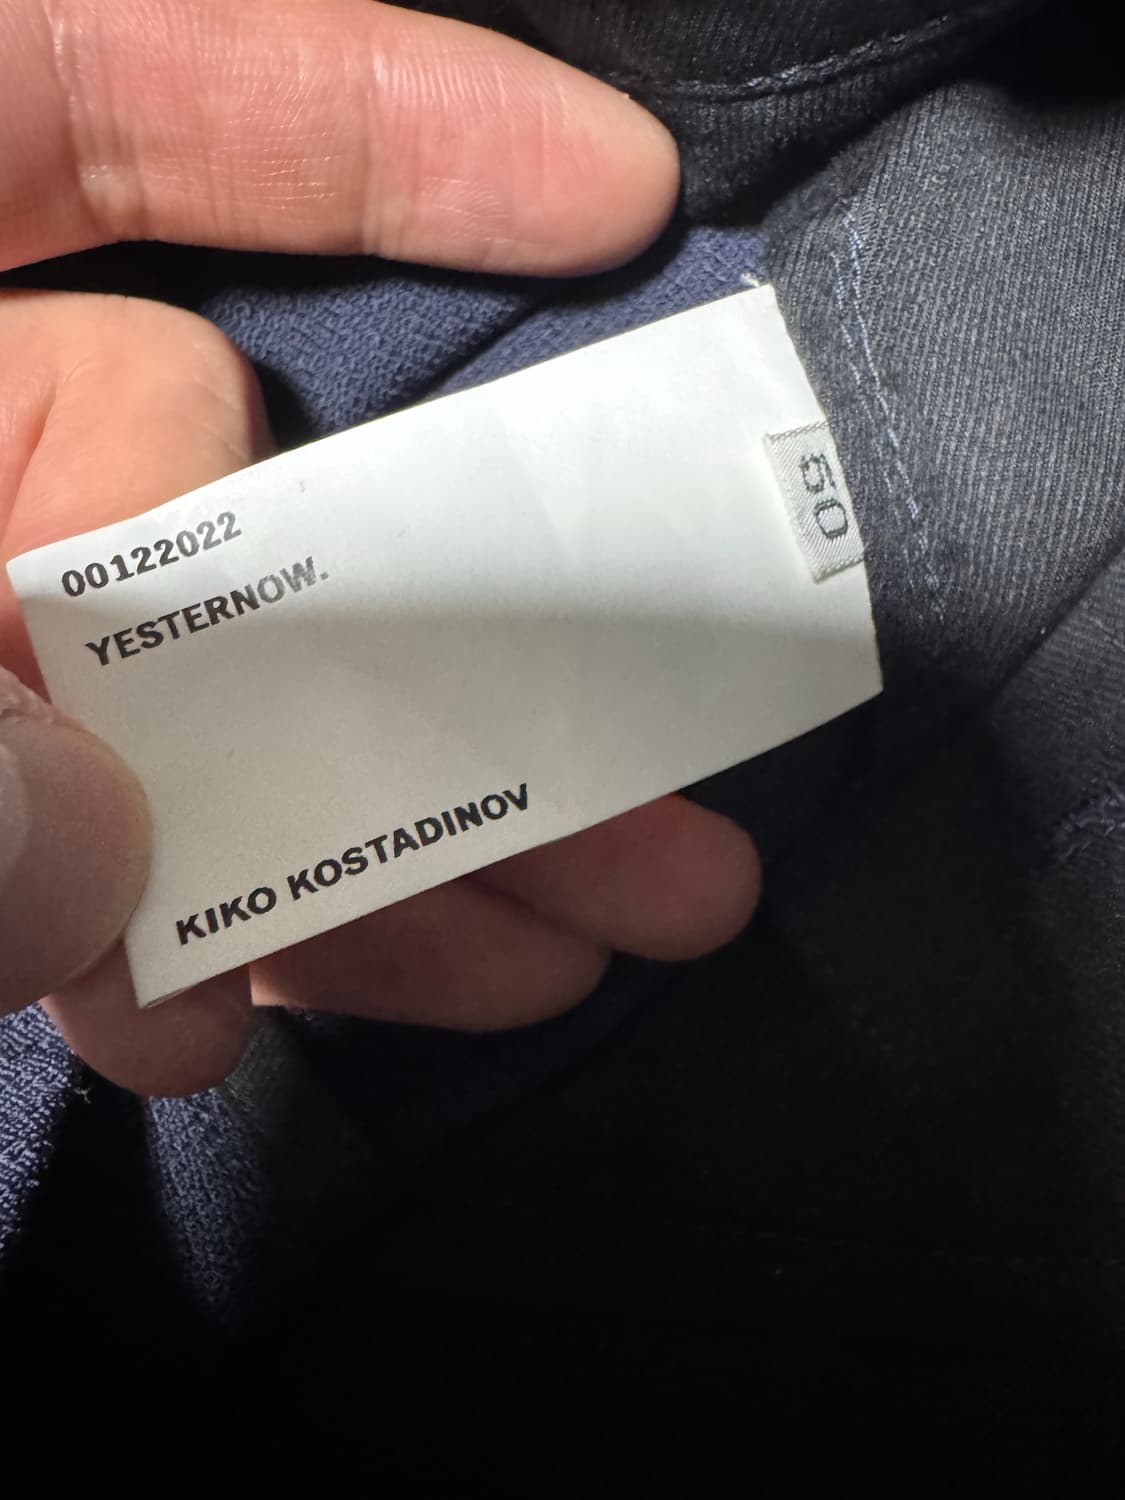 00122022
YESTERNOW.
KIKO KOSTADINOV
50